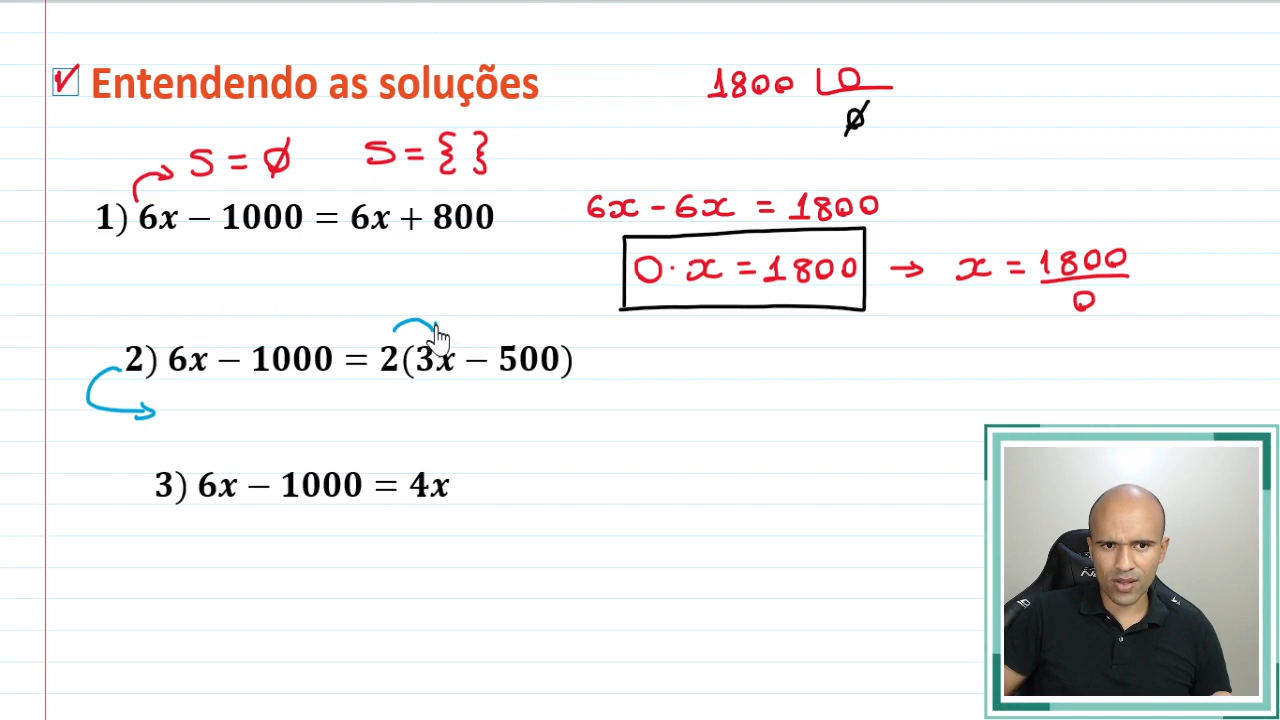 Entendendo as soluções
1800 0
∅
S = ∅ S = { }
1) 6x − 1000 = 6x + 800
6x - 6x = 1800
0 · x = 1800 → x = 1800/0
2) 6x − 1000 = 2(3x − 500)
3) 6x − 1000 = 4x